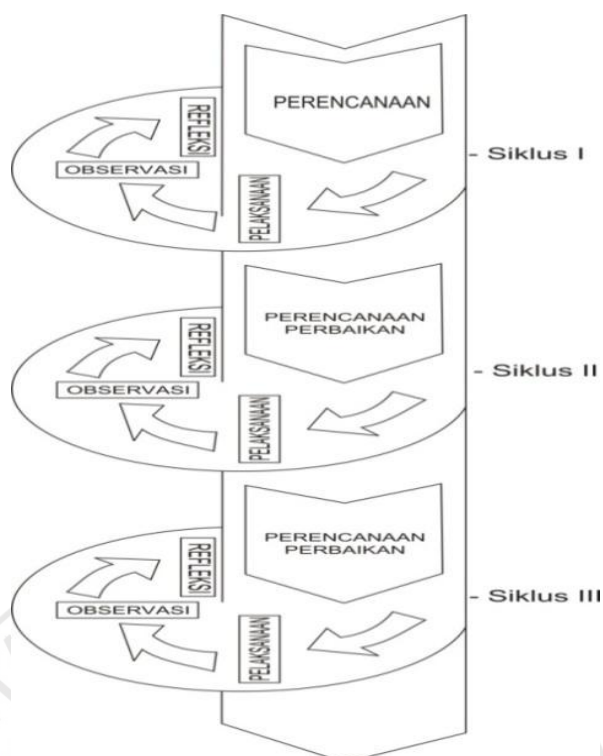 PERENCANAAN
- Siklus I
PELAKSANAAN
OBSERVASI
REFLEKSI
PERENCANAAN
PERBAIKAN
- Siklus II
PELAKSANAAN
OBSERVASI
REFLEKSI
PERENCANAAN
PERBAIKAN
- Siklus III
PELAKSANAAN
OBSERVASI
REFLEKSI